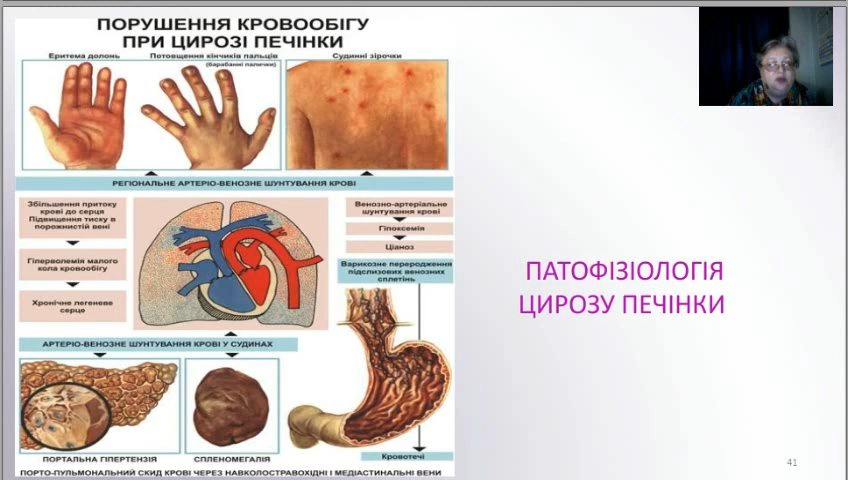 ПОРУШЕННЯ КРОВООБІГУ
ПРИ ЦИРОЗІ ПЕЧІНКИ
Еритема долонь
Потовщення кінчиків пальців
(барабанні палички)
Судинні зірочки
РЕГІОНАЛЬНЕ АРТЕРІО-ВЕНОЗНЕ ШУНТУВАННЯ КРОВІ
Збільшення притоку
крові до серця
Підвищення тиску в
порожнистій вені
Гіперволемія малого
кола кровообігу
Хронічне легеневе
серце
Венозно-артеріальне
шунтування крові
Гіпоксемія
Ціаноз
Варикозне переродження
підслизових венозних
сплетінь
ПАТОФІЗІОЛОГІЯ
ЦИРОЗУ ПЕЧІНКИ
АРТЕРІО-ВЕНОЗНЕ ШУНТУВАННЯ КРОВІ У СУДИНАХ
ПОРТАЛЬНА ГІПЕРТЕНЗІЯ
СПЛЕНОМЕГАЛІЯ
Кровотечі
ПОРТО-ПУЛЬМОНАЛЬНИЙ СКИД КРОВІ ЧЕРЕЗ НАВКОЛОСТРАВОХІДНІ І МЕДІАСТИНАЛЬНІ ВЕНИ
41